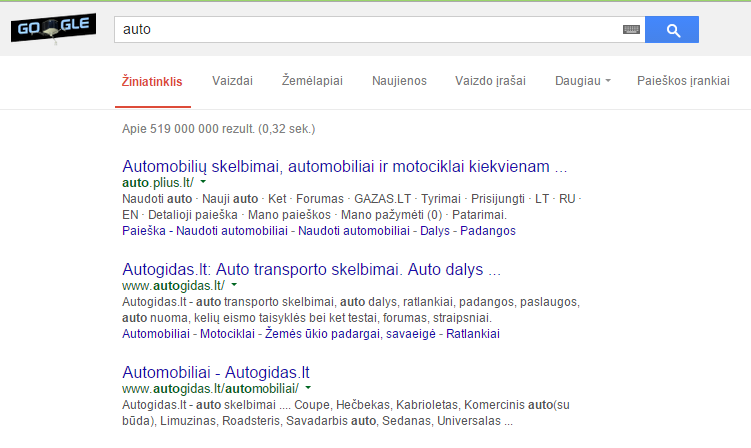 GOOGLE
auto
Žiniatinklis Vaizdai Žemėlapiai Naujienos Vaizdo įrašai Daugiau Paieškos įrankiai
Apie 519 000 000 rezult. (0,32 sek.)
Automobilių skelbimai, automobiliai ir motociklai kiekvienam ...
auto.plius.lt/
Naudoti auto · Nauji auto · Ket · Forumas · GAZAS.LT · Tyrimai · Prisijungti · LT · RU ·
EN · Detalioji paieška · Mano paieškos · Mano pažymėti (0) · Patarimai.
Paieška - Naudoti automobiliai - Naudoti automobiliai - Dalys - Padangos
Autogidas.lt: Auto transporto skelbimai. Auto dalys ...
www.autogidas.lt/
Autogidas.lt - auto transporto skelbimai, auto dalys, ratlankiai, padangos, paslaugos,
auto nuoma, kelių eismo taisyklės bei ket testai, forumas, straipsniai.
Automobiliai - Motociklai - Žemės ūkio padargai, savaeigė - Ratlankiai
Automobiliai - Autogidas.lt
www.autogidas.lt/automobiliai/
Autogidas.lt - auto skelbimai .... Coupe, Hečbekas, Kabrioletas, Komercinis auto(su
būda), Limuzinas, Roadsteris, Savadarbis auto, Sedanas, Universalas ...